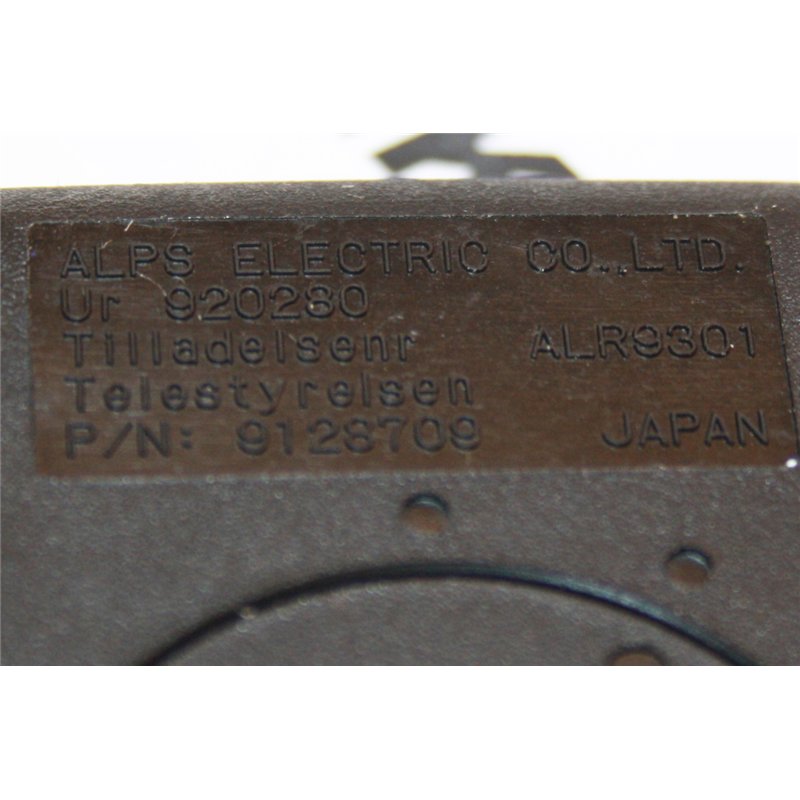 ALPS ELECTRIC CO.,LTD.
Ur 920280
Tilladelsenr ALR9301
Telestyrelsen
P/N: 9128709 JAPAN